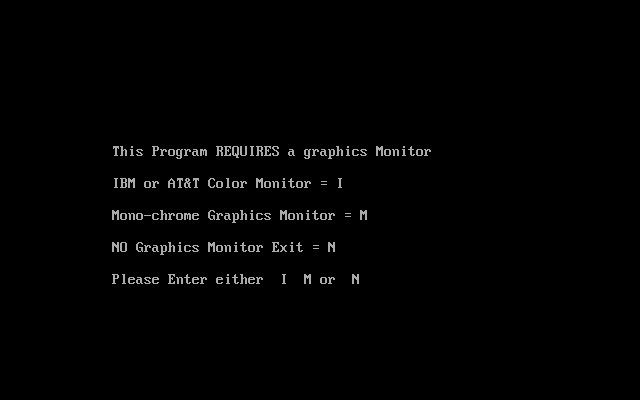 This Program REQUIRES a graphics Monitor
IBM or AT&T Color Monitor = I
Mono-chrome Graphics Monitor = M
NO Graphics Monitor Exit = N
Please Enter either  I  M or  N